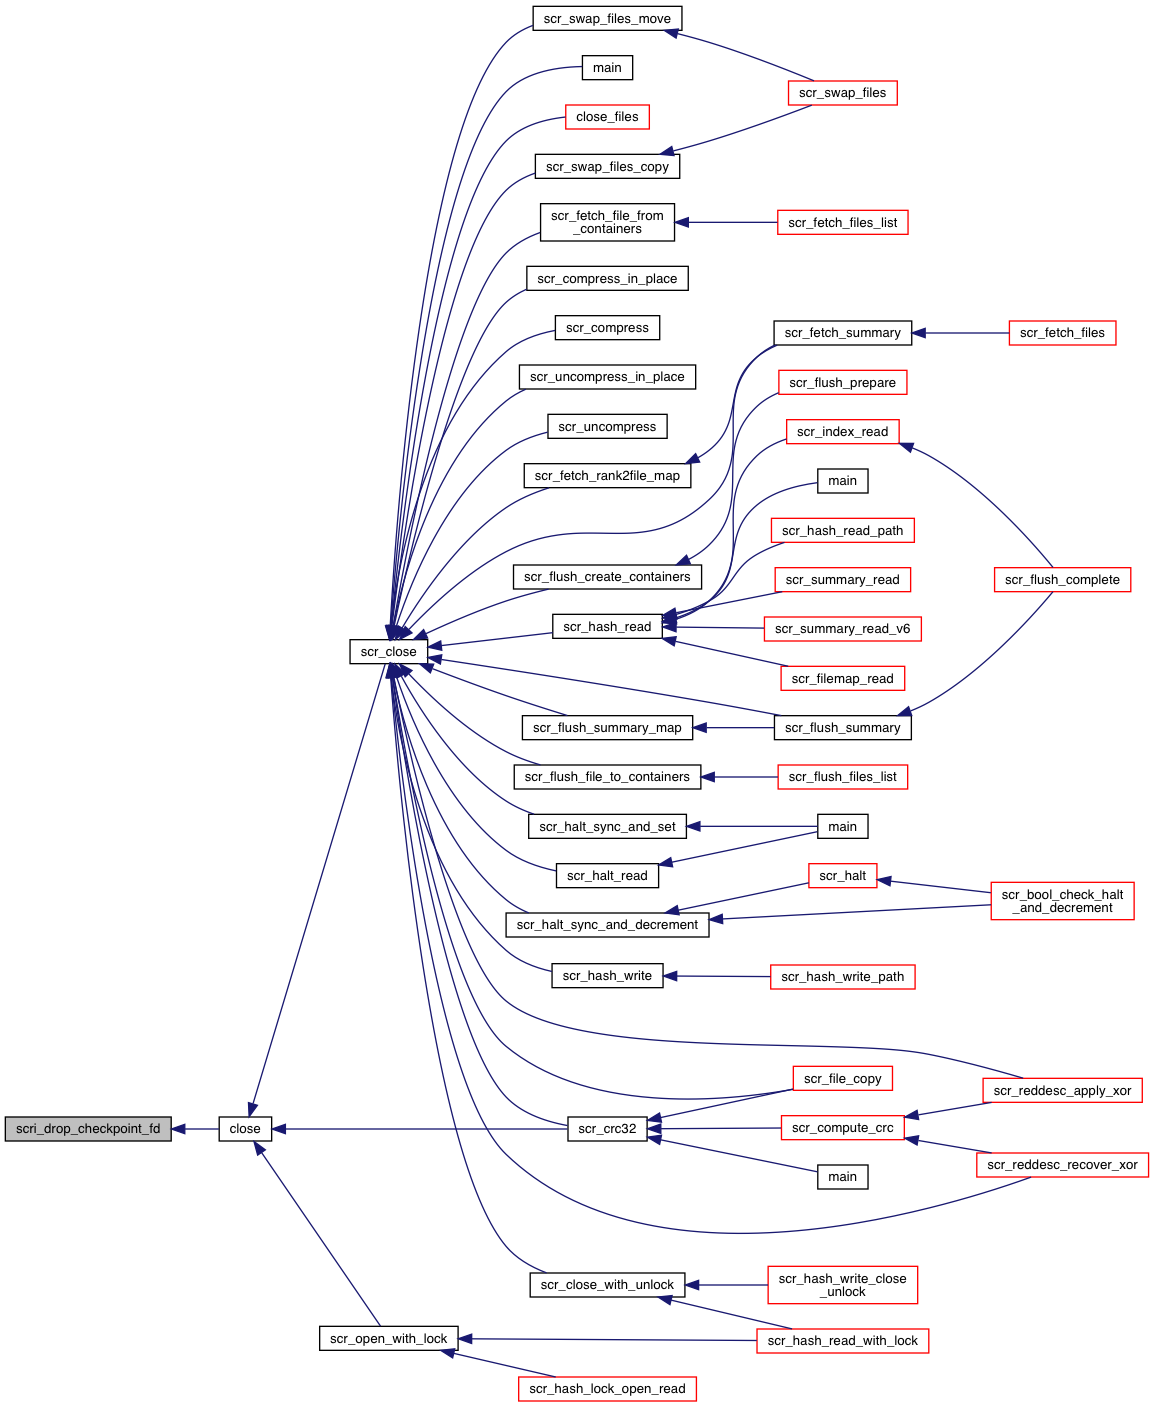 scr_swap_files_move
main
scr_swap_files
close_files
scr_swap_files_copy
scr_fetch_file_from
_containers
scr_fetch_files_list
scr_compress_in_place
scr_compress
scr_fetch_summary
scr_fetch_files
scr_uncompress_in_place
scr_flush_prepare
scr_uncompress
scr_index_read
scr_fetch_rank2file_map
main
scr_hash_read_path
scr_flush_create_containers
scr_summary_read
scr_flush_complete
scr_hash_read
scr_summary_read_v6
scr_close
scr_filemap_read
scr_flush_summary_map
scr_flush_summary
scr_flush_file_to_containers
scr_flush_files_list
scr_halt_sync_and_set
main
scr_halt_read
scr_halt
scr_bool_check_halt
_and_decrement
scr_halt_sync_and_decrement
scr_hash_write
scr_hash_write_path
scr_file_copy
scr_reddesc_apply_xor
scri_drop_checkpoint_fd
close
scr_crc32
scr_compute_crc
scr_reddesc_recover_xor
main
scr_close_with_unlock
scr_hash_write_close
_unlock
scr_open_with_lock
scr_hash_read_with_lock
scr_hash_lock_open_read